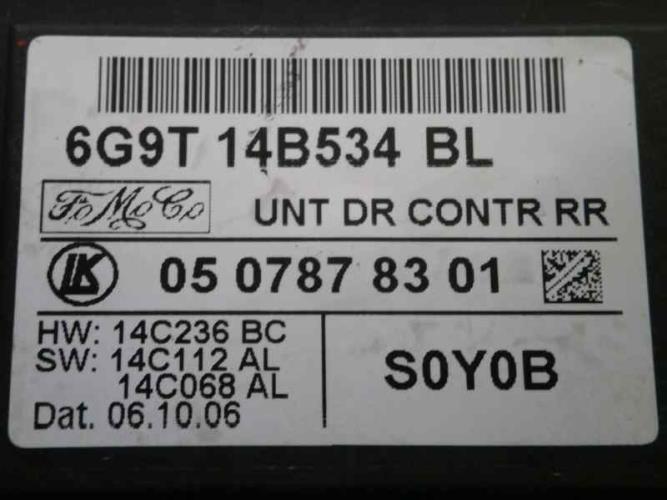 6G9T 14B534 BL
FoMoCo
UNT DR CONTR RR
LK
05 0787 83 01
HW: 14C236 BC
SW: 14C112 AL
14C068 AL
Dat. 06.10.06
S0Y0B